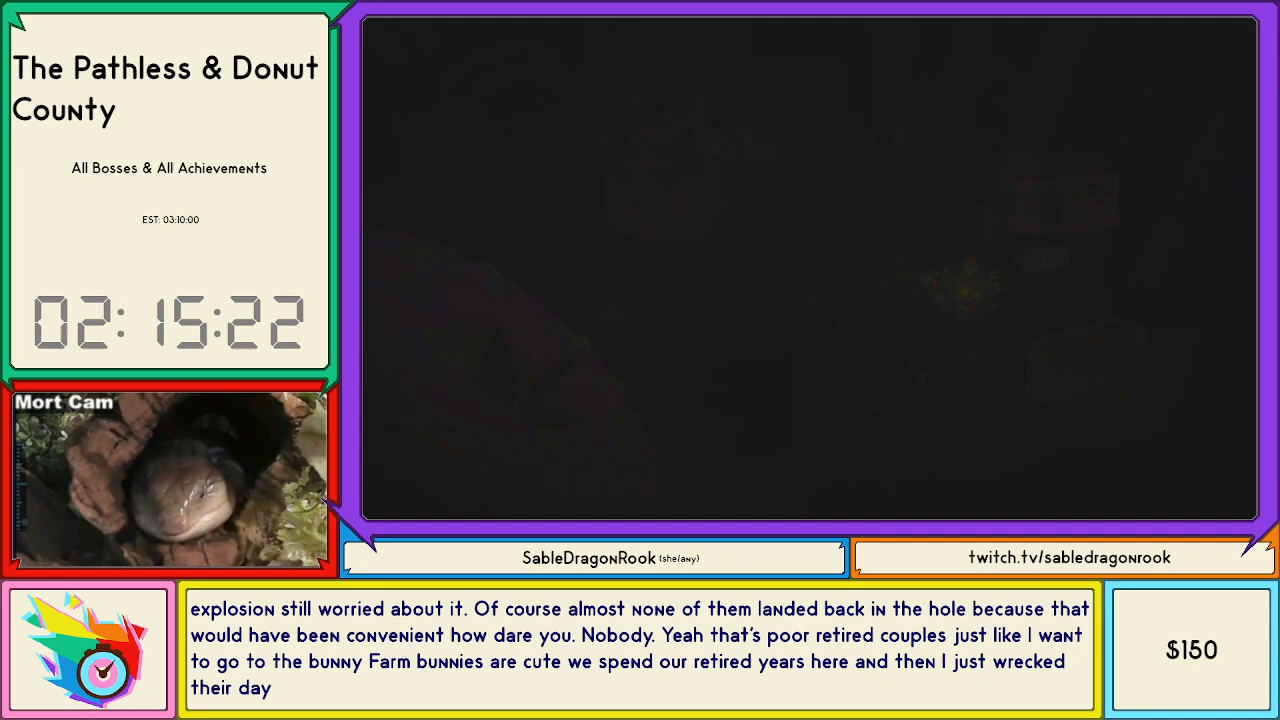 The Pathless & Donut
County
All Bosses & All Achievements
EST: 03:10:00
02:15:22
Mort Cam
SableDragonRook (she/any)
twitch.tv/sabledragonrook
explosion still worried about it. Of course almost none of them landed back in the hole because that
would have been convenient how dare you. Nobody. Yeah that's poor retired couples just like I want
to go to the bunny Farm bunnies are cute we spend our retired years here and then I just wrecked
their day
$150